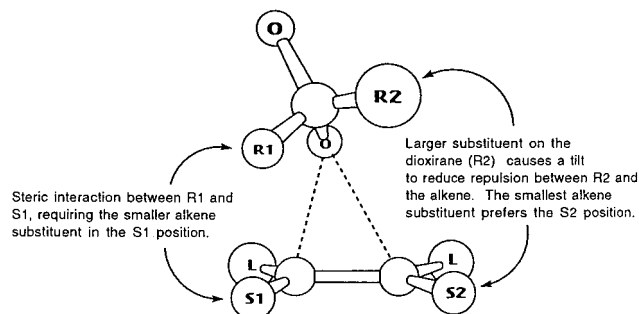 O
R2
R1
O
Larger substituent on the
dioxirane (R2) causes a tilt
to reduce repulsion between R2 and
the alkene. The smallest alkene
substituent prefers the S2 position.
Steric interaction between R1 and
S1, requiring the smaller alkene
substituent in the S1 position.
L
L
S1
S2